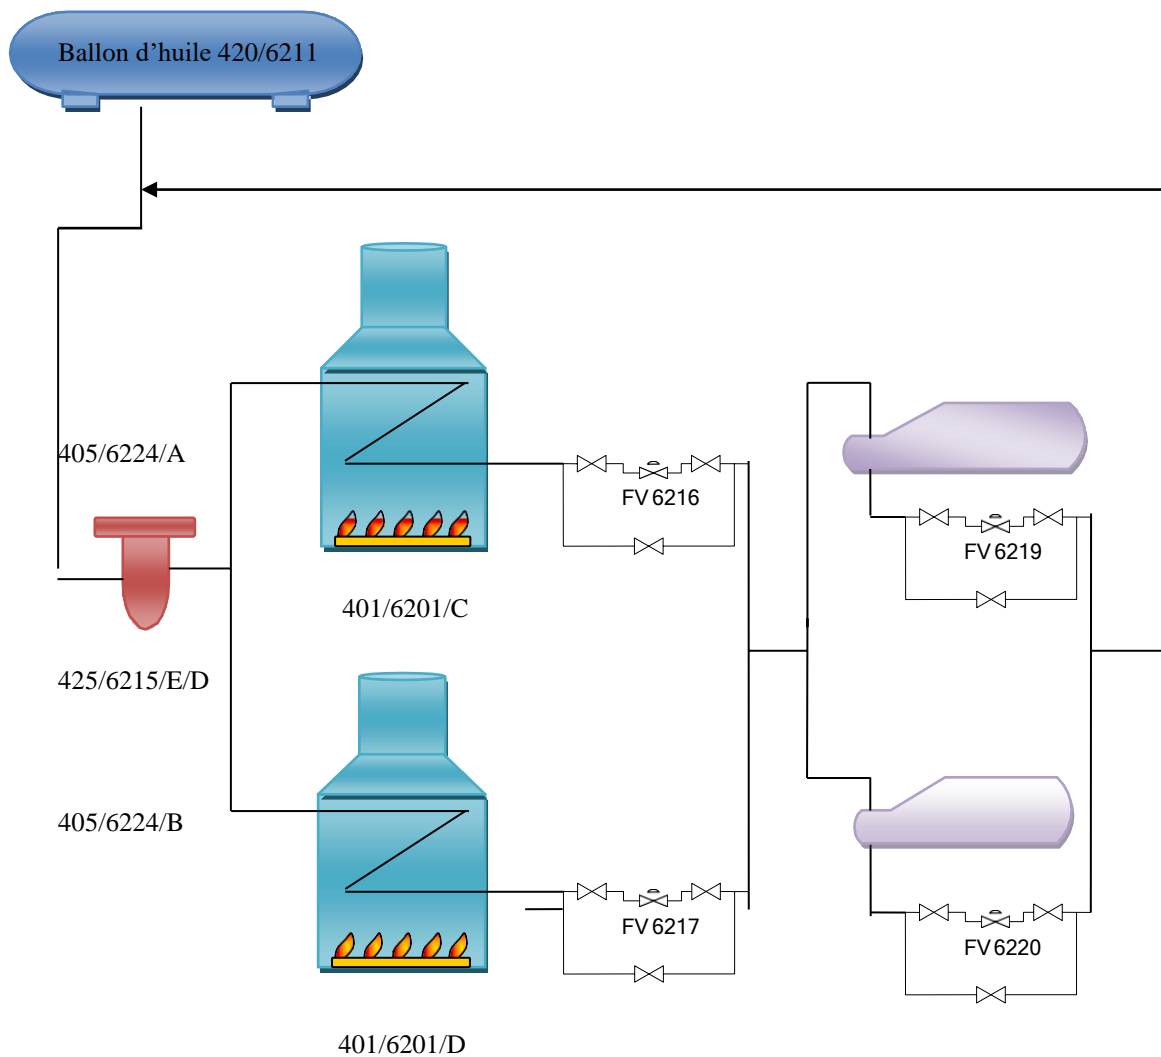 Ballon d’huile 420/6211
405/6224/A
FV 6216
FV 6219
401/6201/C
425/6215/E/D
405/6224/B
FV 6217
FV 6220
401/6201/D